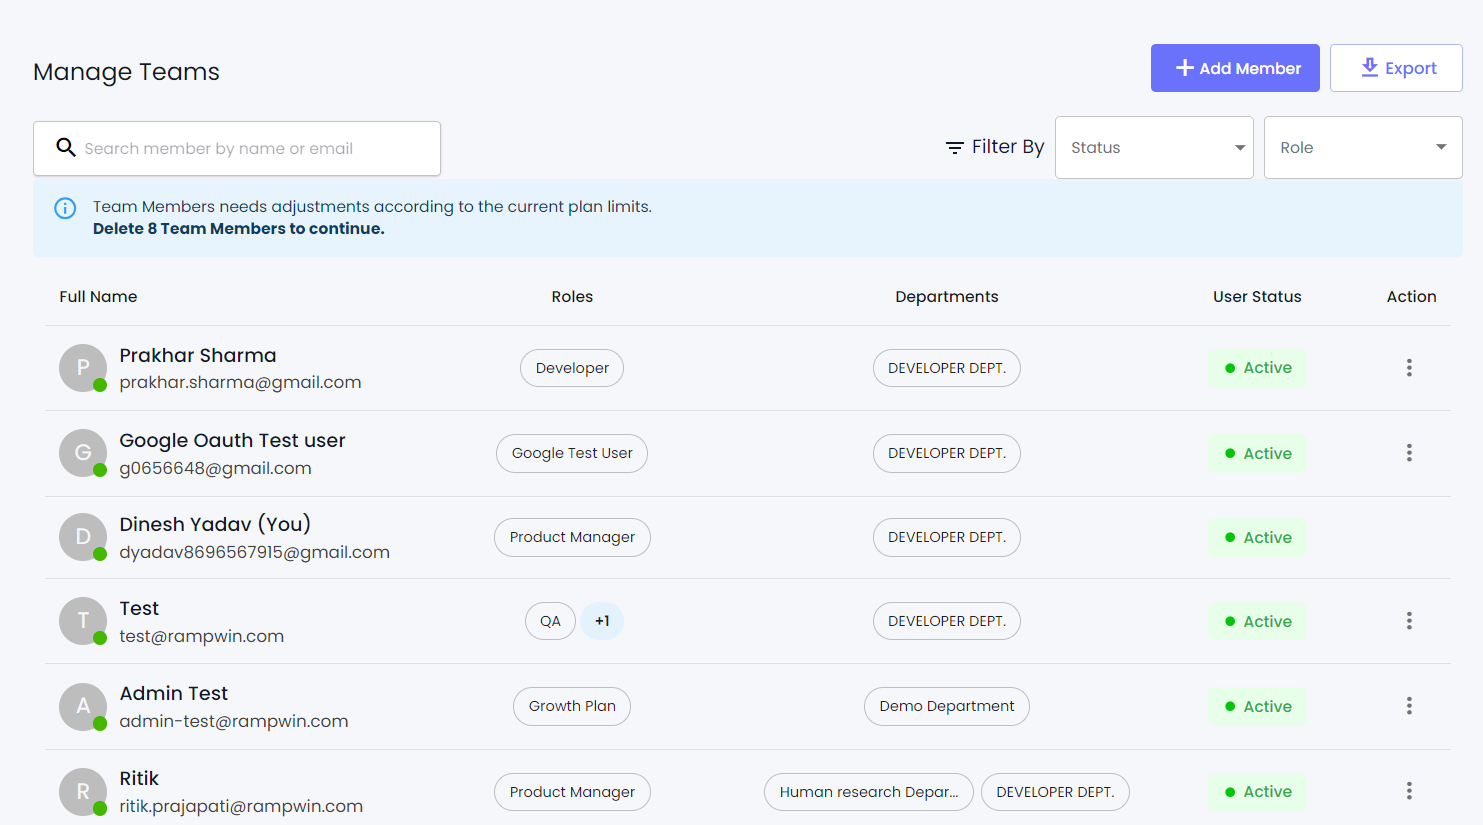 Manage Teams
Add Member
Export
Search member by name or email
Filter By
Status
Role
Team Members needs adjustments according to the current plan limits.
Delete 8 Team Members to continue.
Full Name Roles Departments User Status Action
P
Prakhar Sharma
prakhar.sharma@gmail.com
Developer
DEVELOPER DEPT.
Active
G
Google Oauth Test user
g0656648@gmail.com
Google Test User
DEVELOPER DEPT.
Active
D
Dinesh Yadav (You)
dyadav8696567915@gmail.com
Product Manager
DEVELOPER DEPT.
Active
T
Test
test@rampwin.com
QA
+1
DEVELOPER DEPT.
Active
A
Admin Test
admin-test@rampwin.com
Growth Plan
Demo Department
Active
R
Ritik
ritik.prajapati@rampwin.com
Product Manager
Human research Depar...
DEVELOPER DEPT.
Active